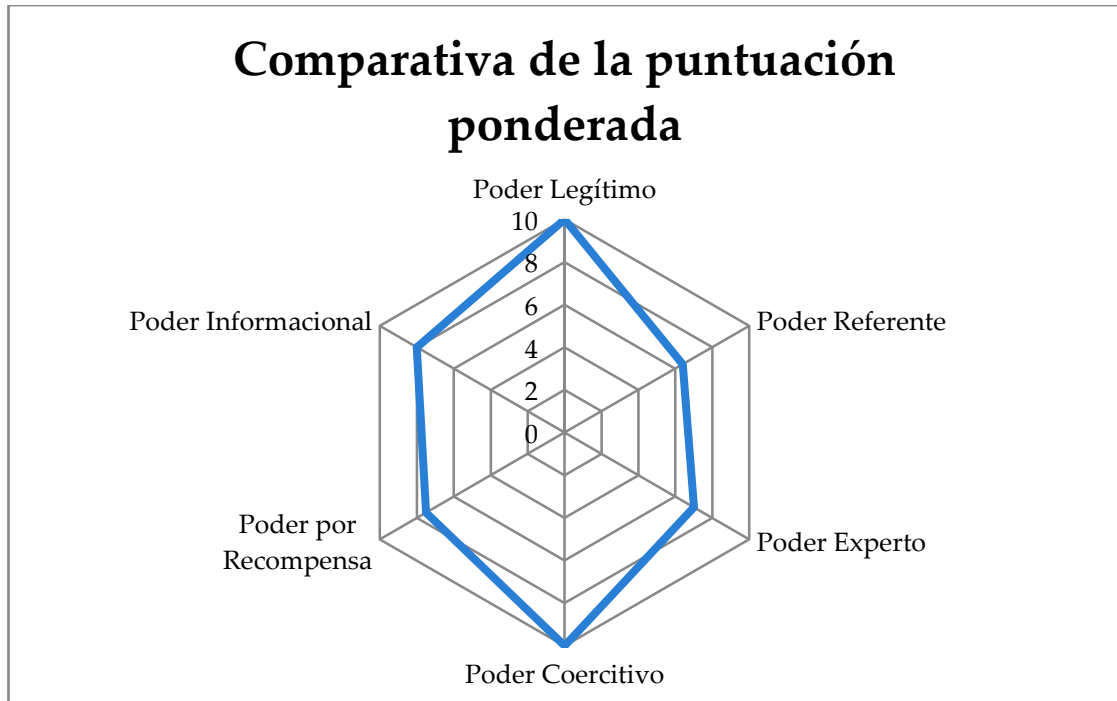 Comparativa de la puntuación
ponderada
Poder Legítimo
10
8
6
4
2
0
Poder Informacional
Poder Referente
Poder por
Recompensa
Poder Experto
Poder Coercitivo